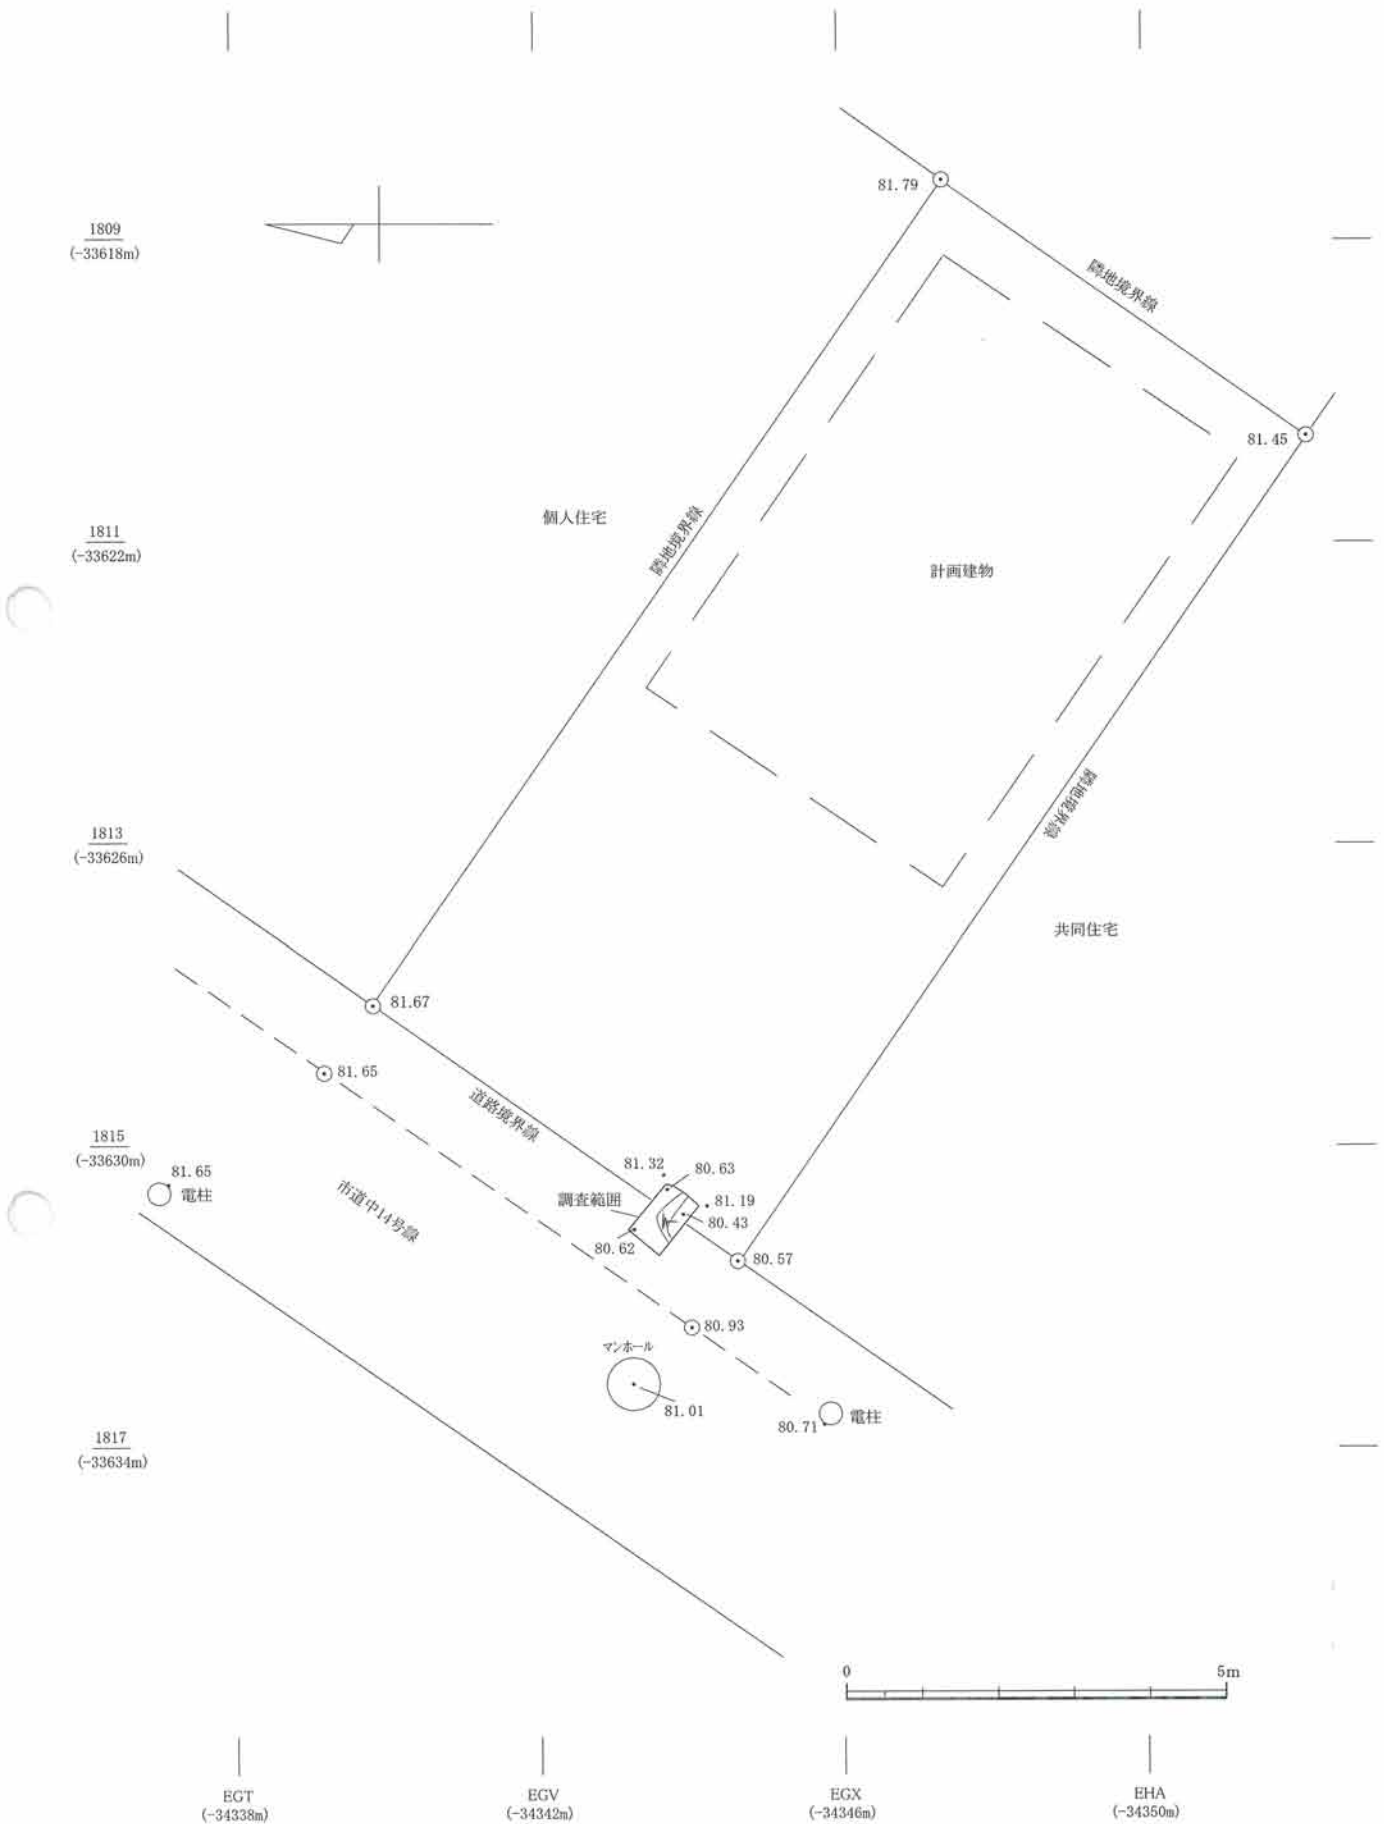 81.79
1809
(-33618m)
隣地境界線
81.45
個人住宅
隣地境界線
1811
(-33622m)
計画建物
隣地境界線
1813
(-33626m)
共同住宅
81.67
81.65
道路境界線
1815
(-33630m)
81.65
電柱
市道中14号線
81.32
80.63
調査範囲
81.19
80.43
80.62
80.57
80.93
マンホール
81.01
80.71
電柱
1817
(-33634m)
0
5m
EGT
(-34338m)
EGV
(-34342m)
EGX
(-34346m)
EHA
(-34350m)